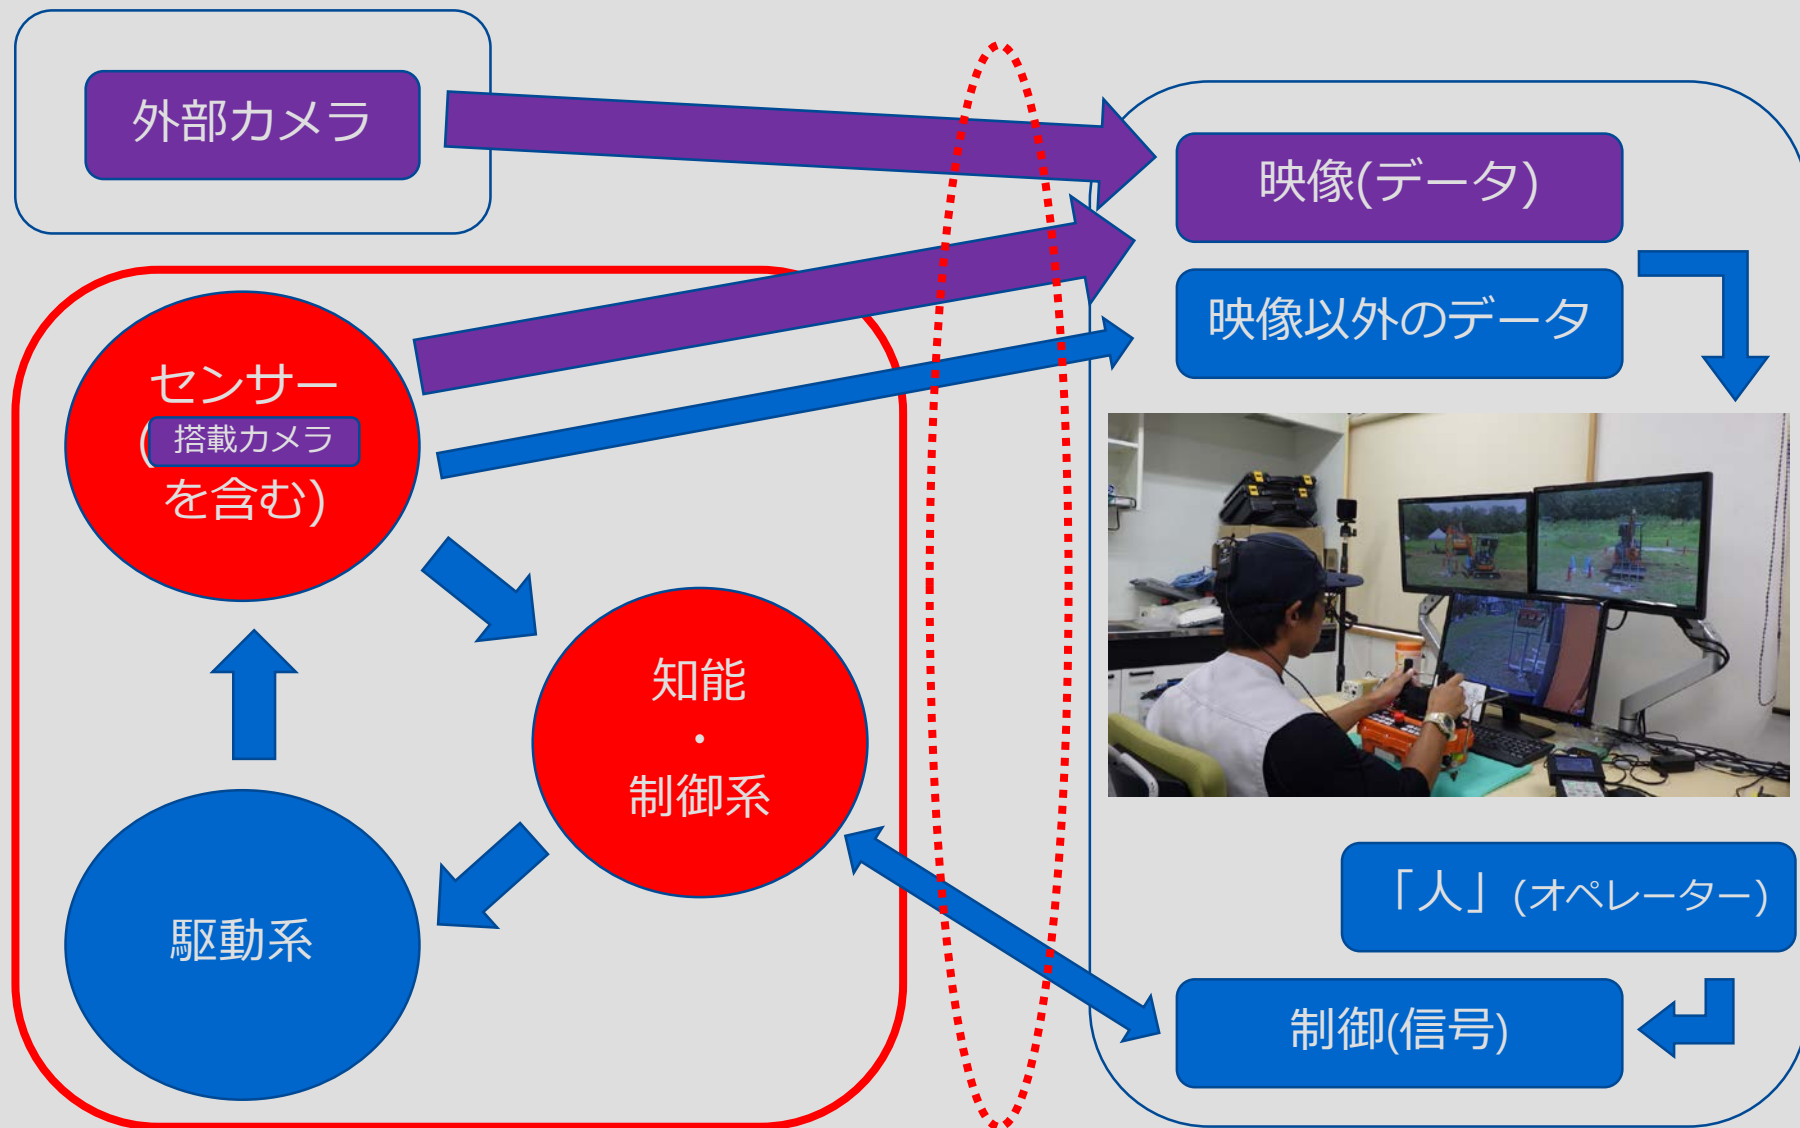 外部カメラ
映像(データ)
映像以外のデータ
センサー
(搭載カメラ
を含む)
知能
・
制御系
駆動系
「人」(オペレーター)
制御(信号)